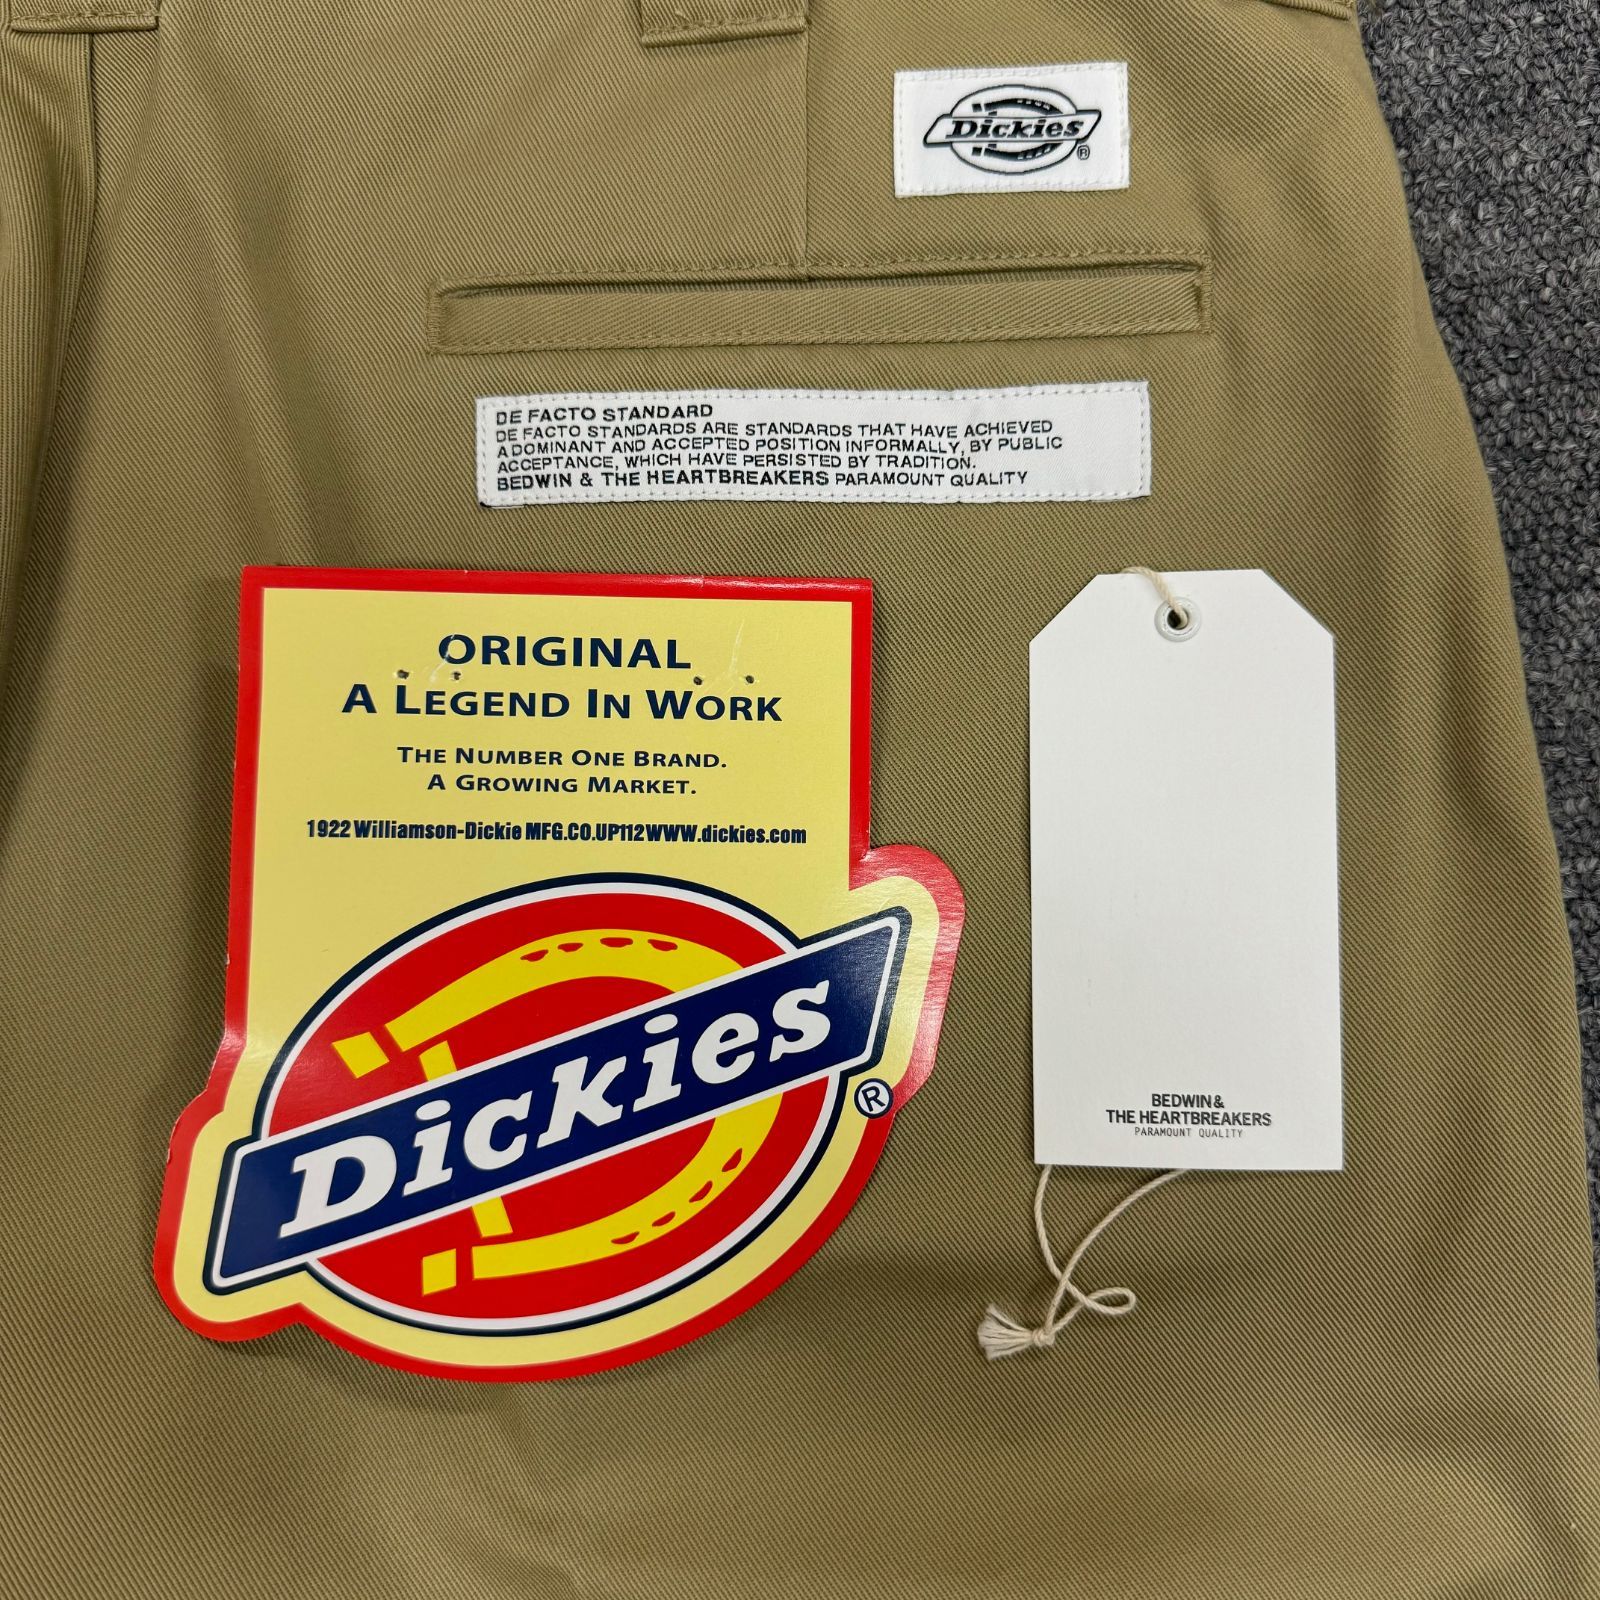 Dickies
®
DE FACTO STANDARD
DE FACTO STANDARDS ARE STANDARDS THAT HAVE ACHIEVED
A DOMINANT AND ACCEPTED POSITION INFORMALLY, BY PUBLIC
ACCEPTANCE, WHICH HAVE PERSISTED BY TRADITION.
BEDWIN & THE HEARTBREAKERS PARAMOUNT QUALITY
ORIGINAL
A LEGEND IN WORK
THE NUMBER ONE BRAND.
A GROWING MARKET.
1922 Williamson-Dickie MFG.CO.UP112WWW.dickies.com
Dickies
®
BEDWIN &
THE HEARTBREAKERS
PARAMOUNT QUALITY